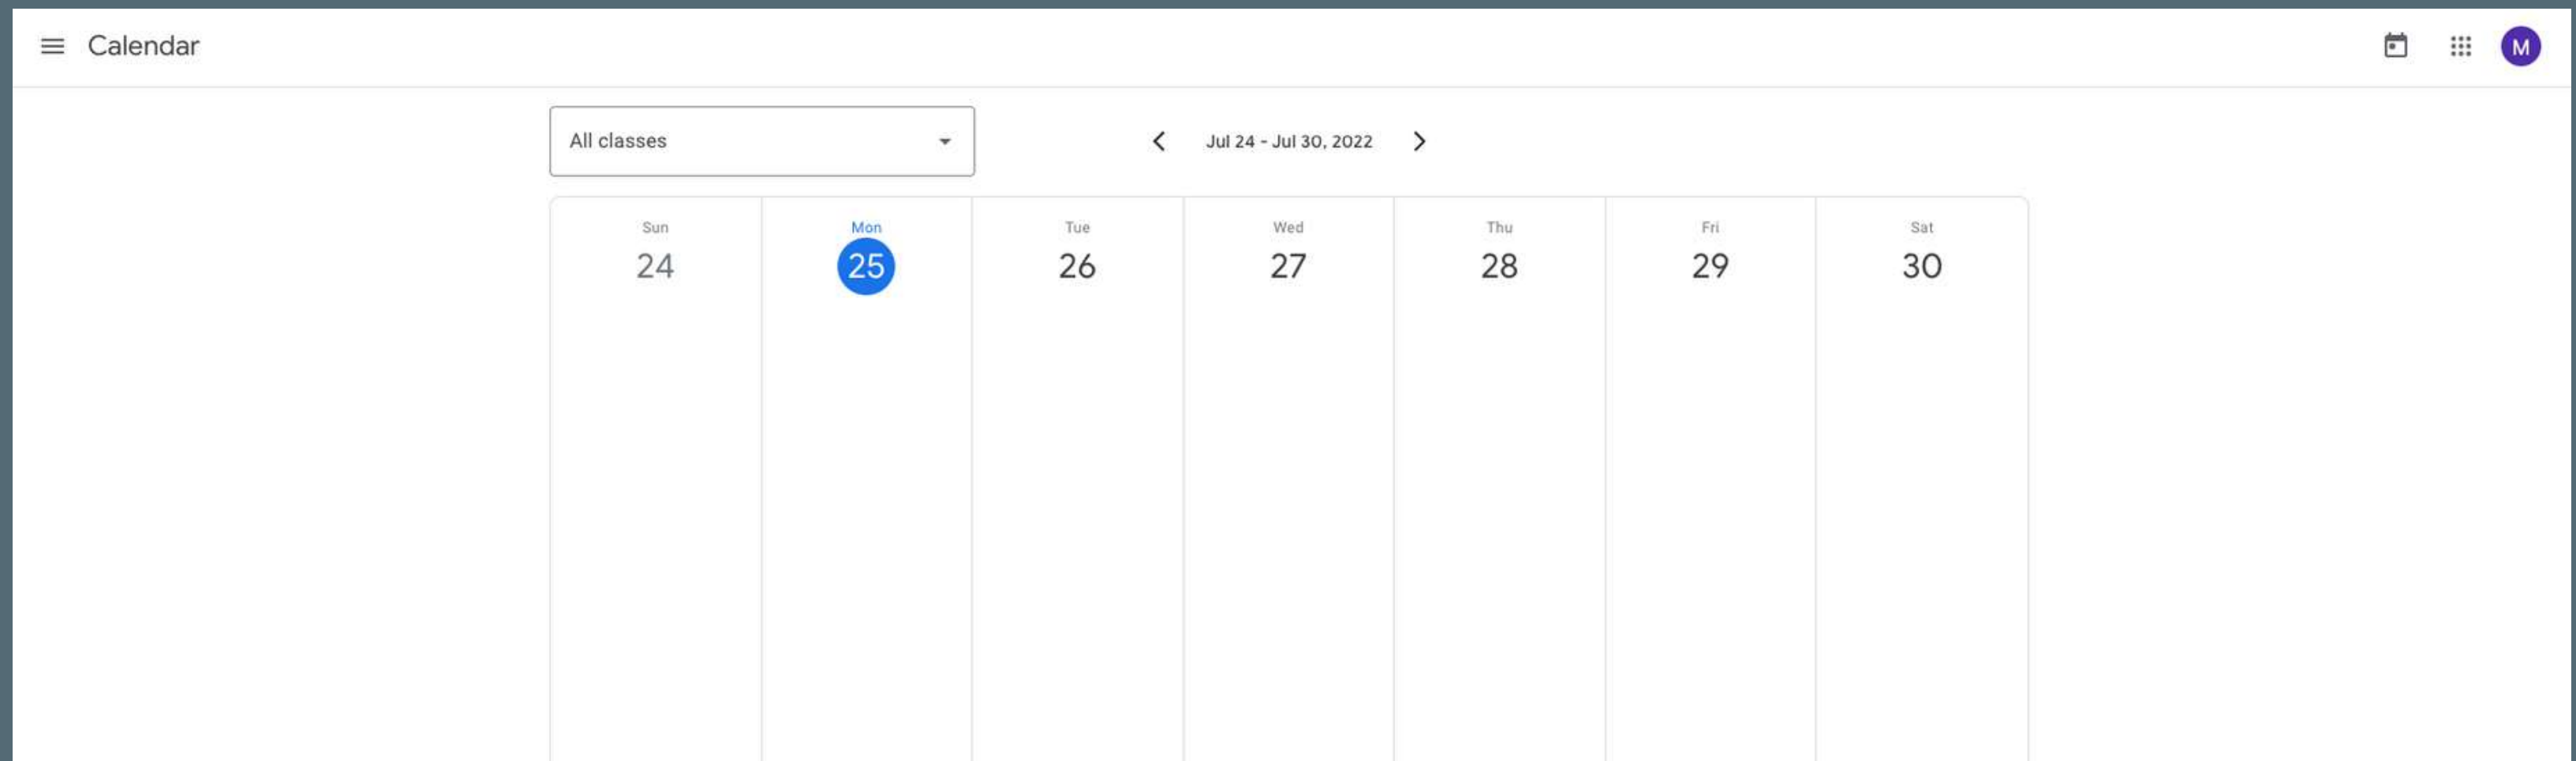 Calendar
M
All classes
Jul 24 - Jul 30, 2022
Sun Mon Tue Wed Thu Fri Sat
24 25 26 27 28 29 30